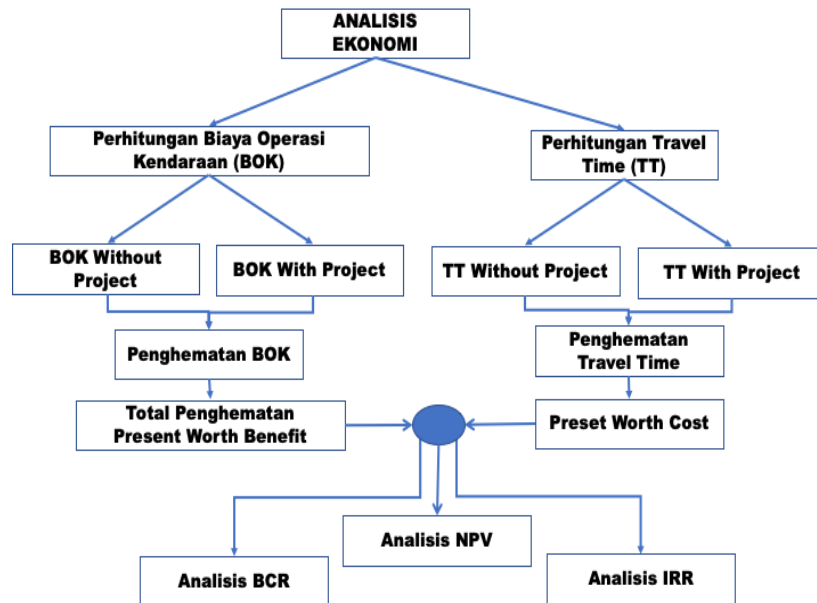 ANALISIS
EKONOMI
Perhitungan Biaya Operasi
Kendaraan (BOK)
Perhitungan Travel
Time (TT)
BOK Without
Project
BOK With Project
TT Without Project
TT With Project
Penghematan BOK
Penghematan
Travel Time
Total Penghematan
Present Worth Benefit
Preset Worth Cost
Analisis NPV
Analisis BCR
Analisis IRR